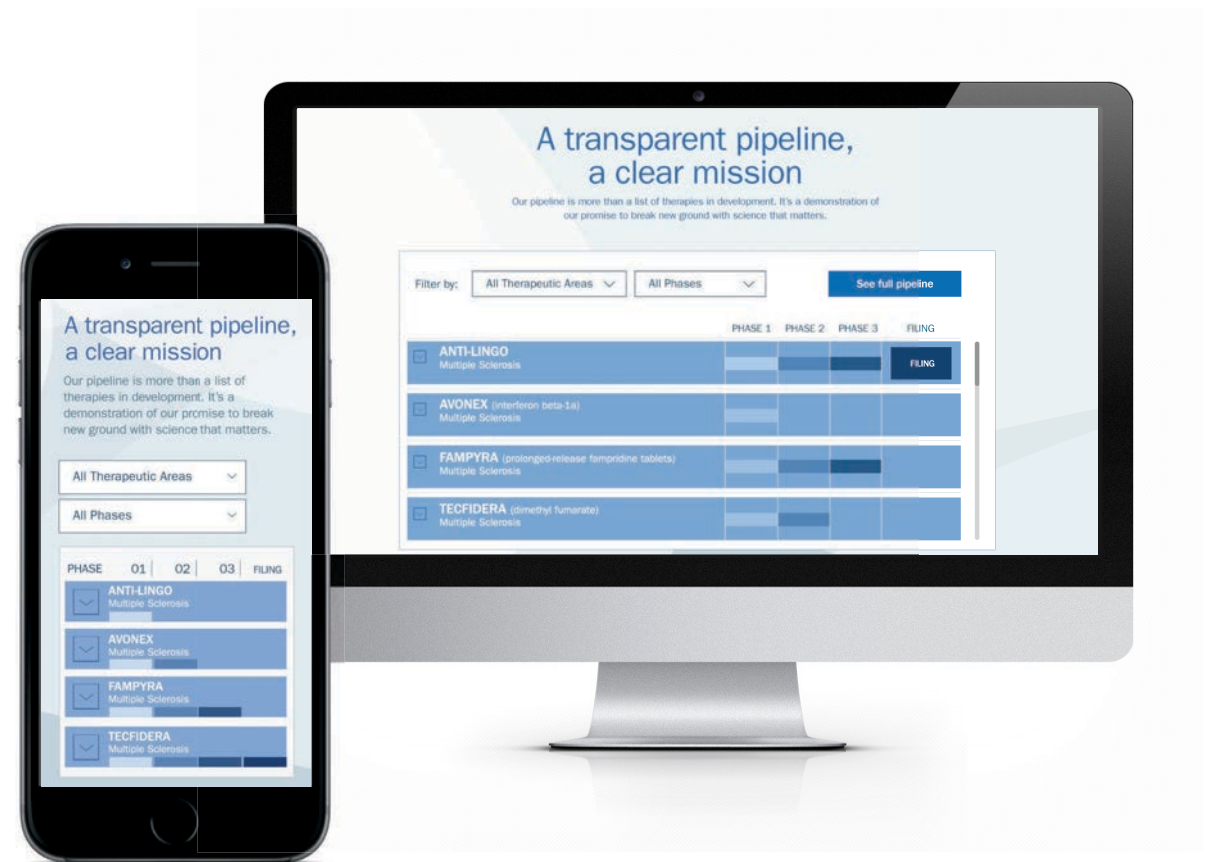 A transparent pipeline,
a clear mission
Our pipeline is more than a list of therapies in development. It's a demonstration of
our promise to break new ground with science that matters.
Filter by: All Therapeutic Areas All Phases See full pipeline
PHASE 1 PHASE 2 PHASE 3 FILING
ANTI-LINGO
Multiple Sclerosis
FILING
AVONEX (interferon beta-1a)
Multiple Sclerosis
FAMPYRA (prolonged-release fampridine tablets)
Multiple Sclerosis
TECFIDERA (dimethyl fumarate)
Multiple Sclerosis
A transparent pipeline,
a clear mission
Our pipeline is more than a list of
therapies in development. It's a
demonstration of our promise to break
new ground with science that matters.
All Therapeutic Areas
All Phases
PHASE 01 02 03 FILING
ANTI-LINGO
Multiple Sclerosis
AVONEX
Multiple Sclerosis
FAMPYRA
Multiple Sclerosis
TECFIDERA
Multiple Sclerosis